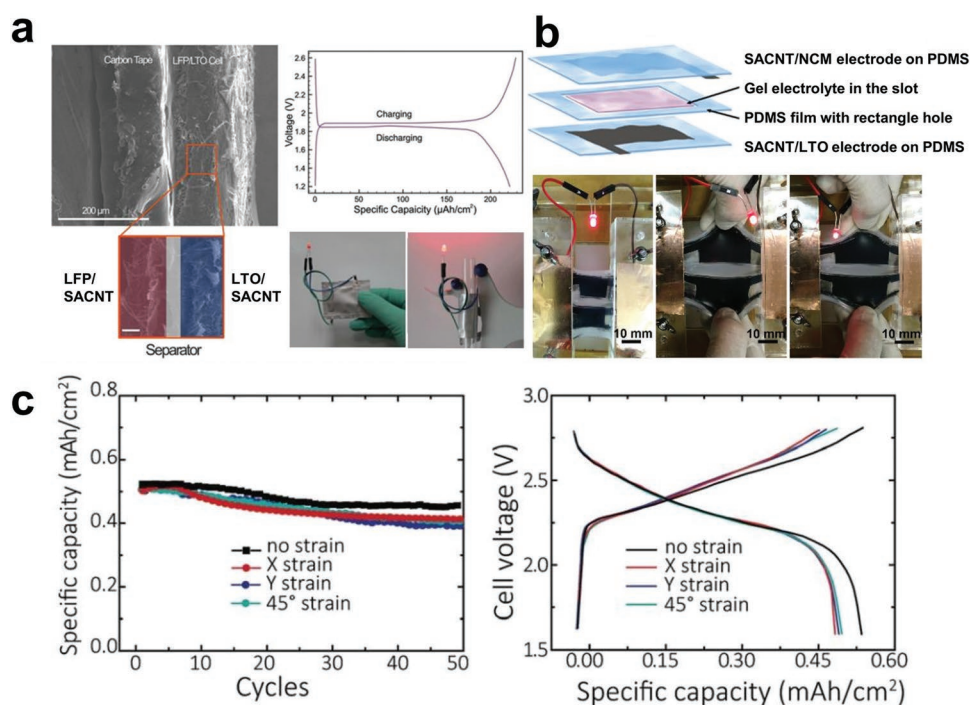 a
Carbon Tape
LFP/LTO Cell
200 μm
LFP/
SACNT
LTO/
SACNT
Separator
Voltage (V)
2.6
2.4
2.2
2.0
1.8
1.6
1.4
1.2
Charging
Discharging
0
50
100
150
200
Specific Capaicity (μAh/cm²)
b
SACNT/NCM electrode on PDMS
Gel electrolyte in the slot
PDMS film with rectangle hole
SACNT/LTO electrode on PDMS
10 mm
10 mm
10 mm
c
Specific capacity (mAh/cm²)
0.8
0.6
0.4
0.2
0.0
no strain
X strain
Y strain
45° strain
0
10
20
30
40
50
Cycles
Cell voltage (V)
3.0
2.5
2.0
1.5
no strain
X strain
Y strain
45° strain
0.00
0.15
0.30
0.45
0.60
Specific capacity (mAh/cm²)